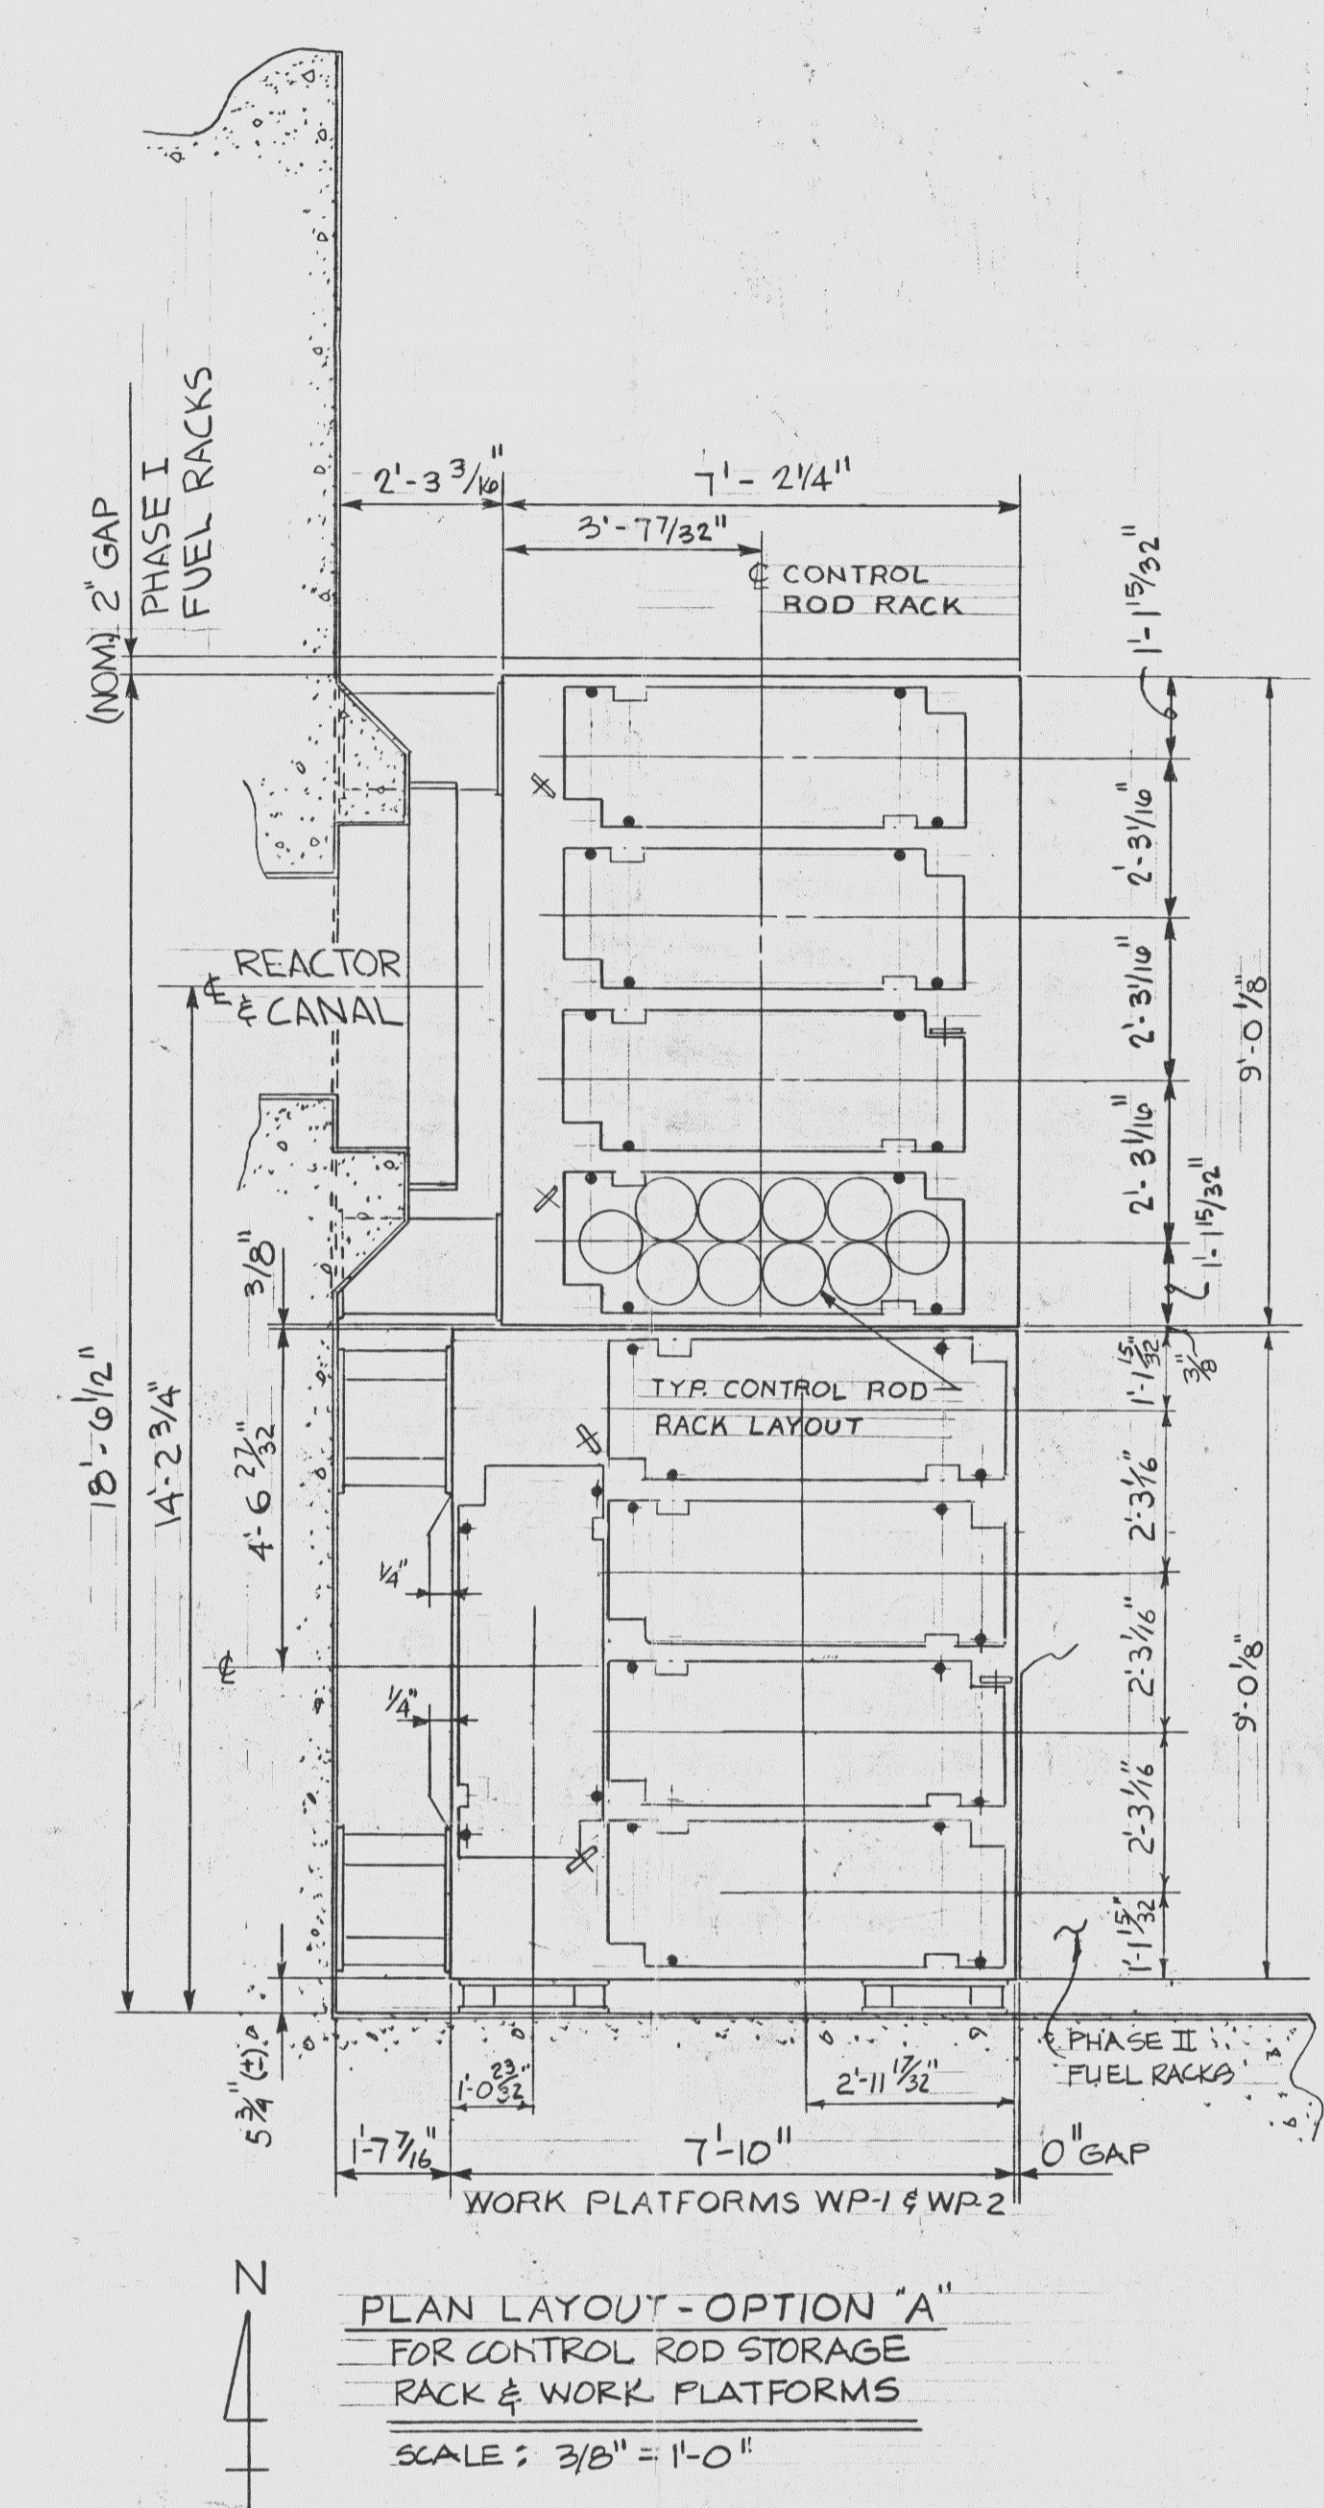 (NOM.) 2" GAP
PHASE I
FUEL RACKS
2'-3 3/16"
7'- 2 1/4"
3'-7 7/32"
℄ CONTROL
ROD RACK
1'-1 15/32"
2'-3 1/16"
2'-3 1/16"
2'-3 1/16"
1'-1 15/32"
9'-0 1/8"
℄ REACTOR
& CANAL
3/8"
18'-6 1/2"
14'-2 3/4"
4'-6 27/32"
TYP. CONTROL ROD
RACK LAYOUT
3/8"
1'-1 15/32"
2'-3 1/16"
2'-3 1/16"
2'-3 1/16"
1'-1 15/32"
9'-0 1/8"
1/4"
℄
1/4"
5 3/4" (±)
1'-0 23/32"
2'-11 17/32"
PHASE II
FUEL RACKS
1'-7 7/16"
7'-10"
0" GAP
WORK PLATFORMS WP-1 & WP-2
N
PLAN LAYOUT - OPTION "A"
FOR CONTROL ROD STORAGE
RACK & WORK PLATFORMS
SCALE: 3/8" = 1'-0"